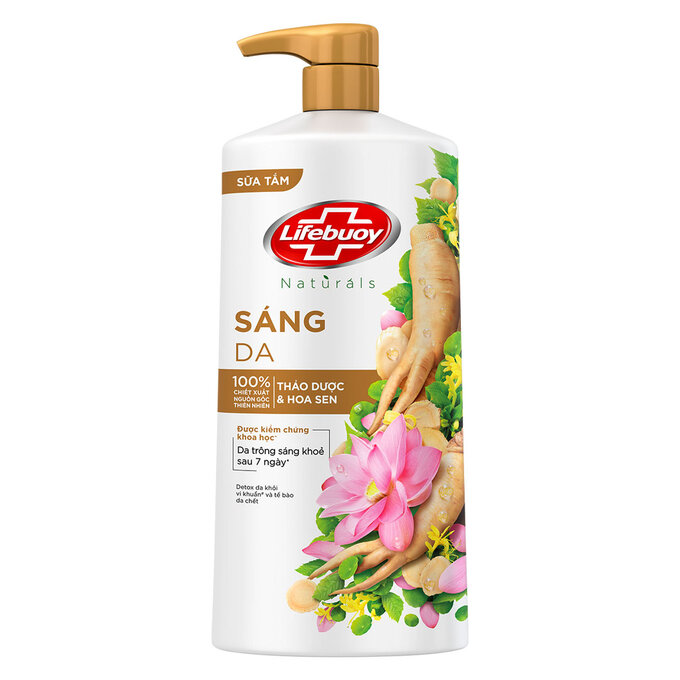 SỮA TẮM
Lifebuoy
Naturáls
SÁNG
DA
100%
CHIẾT XUẤT
NGUỒN GỐC
THIÊN NHIÊN
THẢO DƯỢC
& HOA SEN
Được kiểm chứng
khoa học*
Da trông sáng khoẻ
sau 7 ngày*
Detox da khỏi
vi khuẩn# và tế bào
da chết